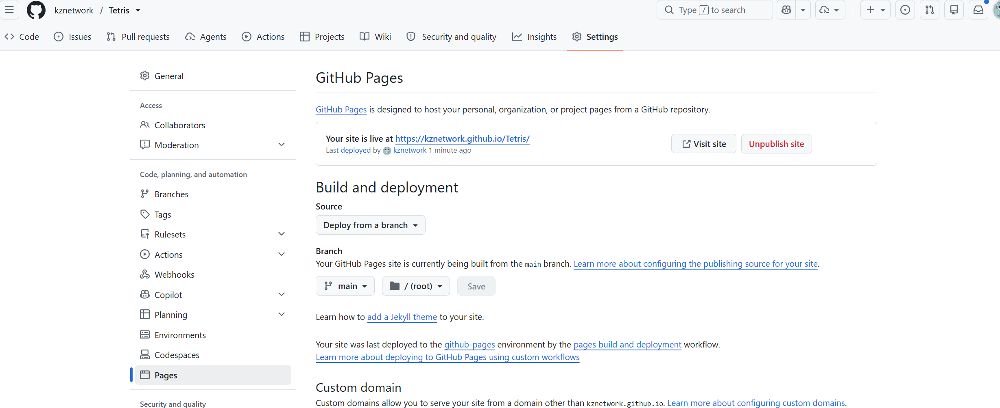 kznetwork / Tetris
Type / to search
Code Issues Pull requests Agents Actions Projects Wiki Security and quality Insights Settings
General
Access
Collaborators
Moderation
Code, planning, and automation
Branches
Tags
Rulesets
Actions
Webhooks
Copilot
Planning
Environments
Codespaces
Pages
Security and quality
GitHub Pages
GitHub Pages is designed to host your personal, organization, or project pages from a GitHub repository.
Your site is live at https://kznetwork.github.io/Tetris/
Last deployed by kznetwork 1 minute ago
Visit site
Unpublish site
Build and deployment
Source
Deploy from a branch
Branch
Your GitHub Pages site is currently being built from the main branch. Learn more about configuring the publishing source for your site.
main / (root) Save
Learn how to add a Jekyll theme to your site.
Your site was last deployed to the github-pages environment by the pages build and deployment workflow.
Learn more about deploying to GitHub Pages using custom workflows
Custom domain
Custom domains allow you to serve your site from a domain other than kznetwork.github.io. Learn more about configuring custom domains.